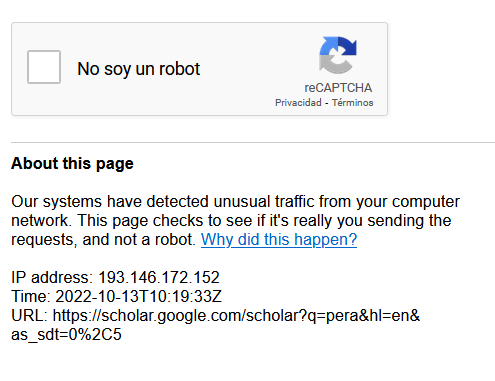 No soy un robot
reCAPTCHA
Privacidad - Términos
About this page
Our systems have detected unusual traffic from your computer
network. This page checks to see if it's really you sending the
requests, and not a robot. Why did this happen?
IP address: 193.146.172.152
Time: 2022-10-13T10:19:33Z
URL: https://scholar.google.com/scholar?q=pera&hl=en&
as_sdt=0%2C5